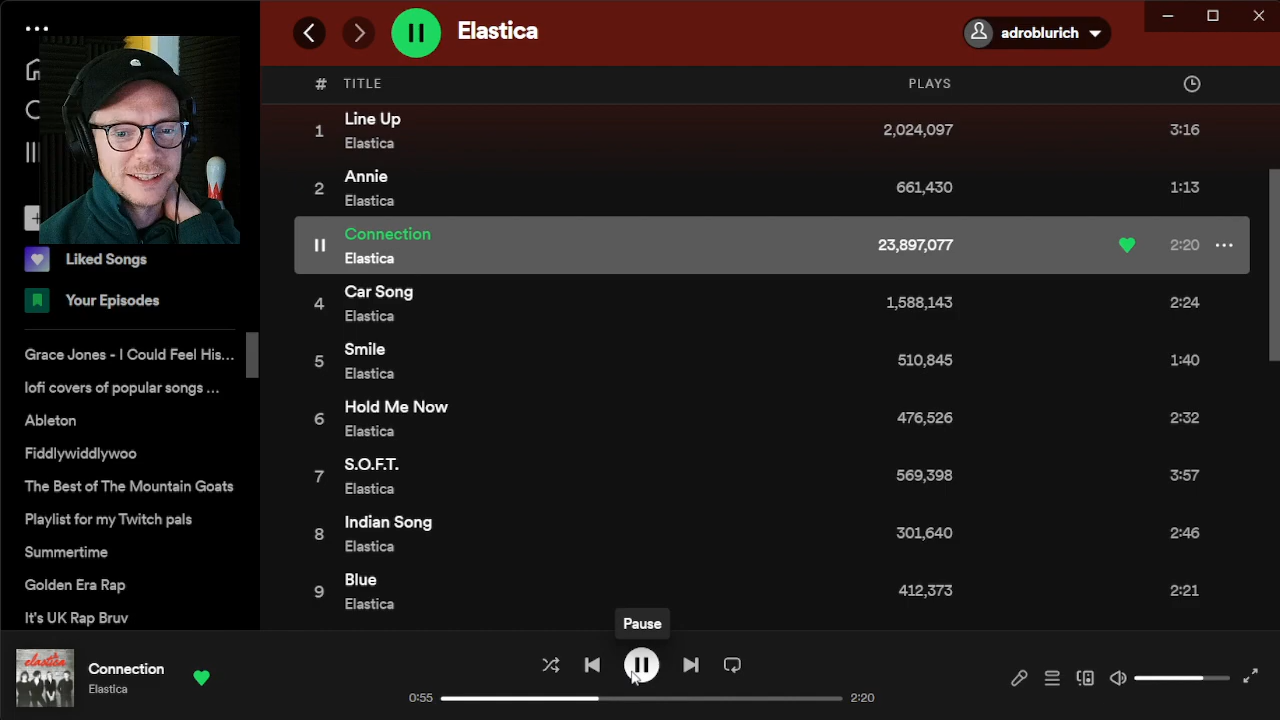 Elastica
adroblurich
# TITLE PLAYS
1 Line Up 2,024,097 3:16
Elastica
2 Annie 661,430 1:13
Elastica
Connection 23,897,077 2:20
Elastica
4 Car Song 1,588,143 2:24
Elastica
5 Smile 510,845 1:40
Elastica
6 Hold Me Now 476,526 2:32
Elastica
7 S.O.F.T. 569,398 3:57
Elastica
8 Indian Song 301,640 2:46
Elastica
9 Blue 412,373 2:21
Elastica
Liked Songs
Your Episodes
Grace Jones - I Could Feel His...
lofi covers of popular songs ...
Ableton
Fiddlywiddlywoo
The Best of The Mountain Goats
Playlist for my Twitch pals
Summertime
Golden Era Rap
It's UK Rap Bruv
Pause
elastica
Connection
Elastica
0:55 2:20